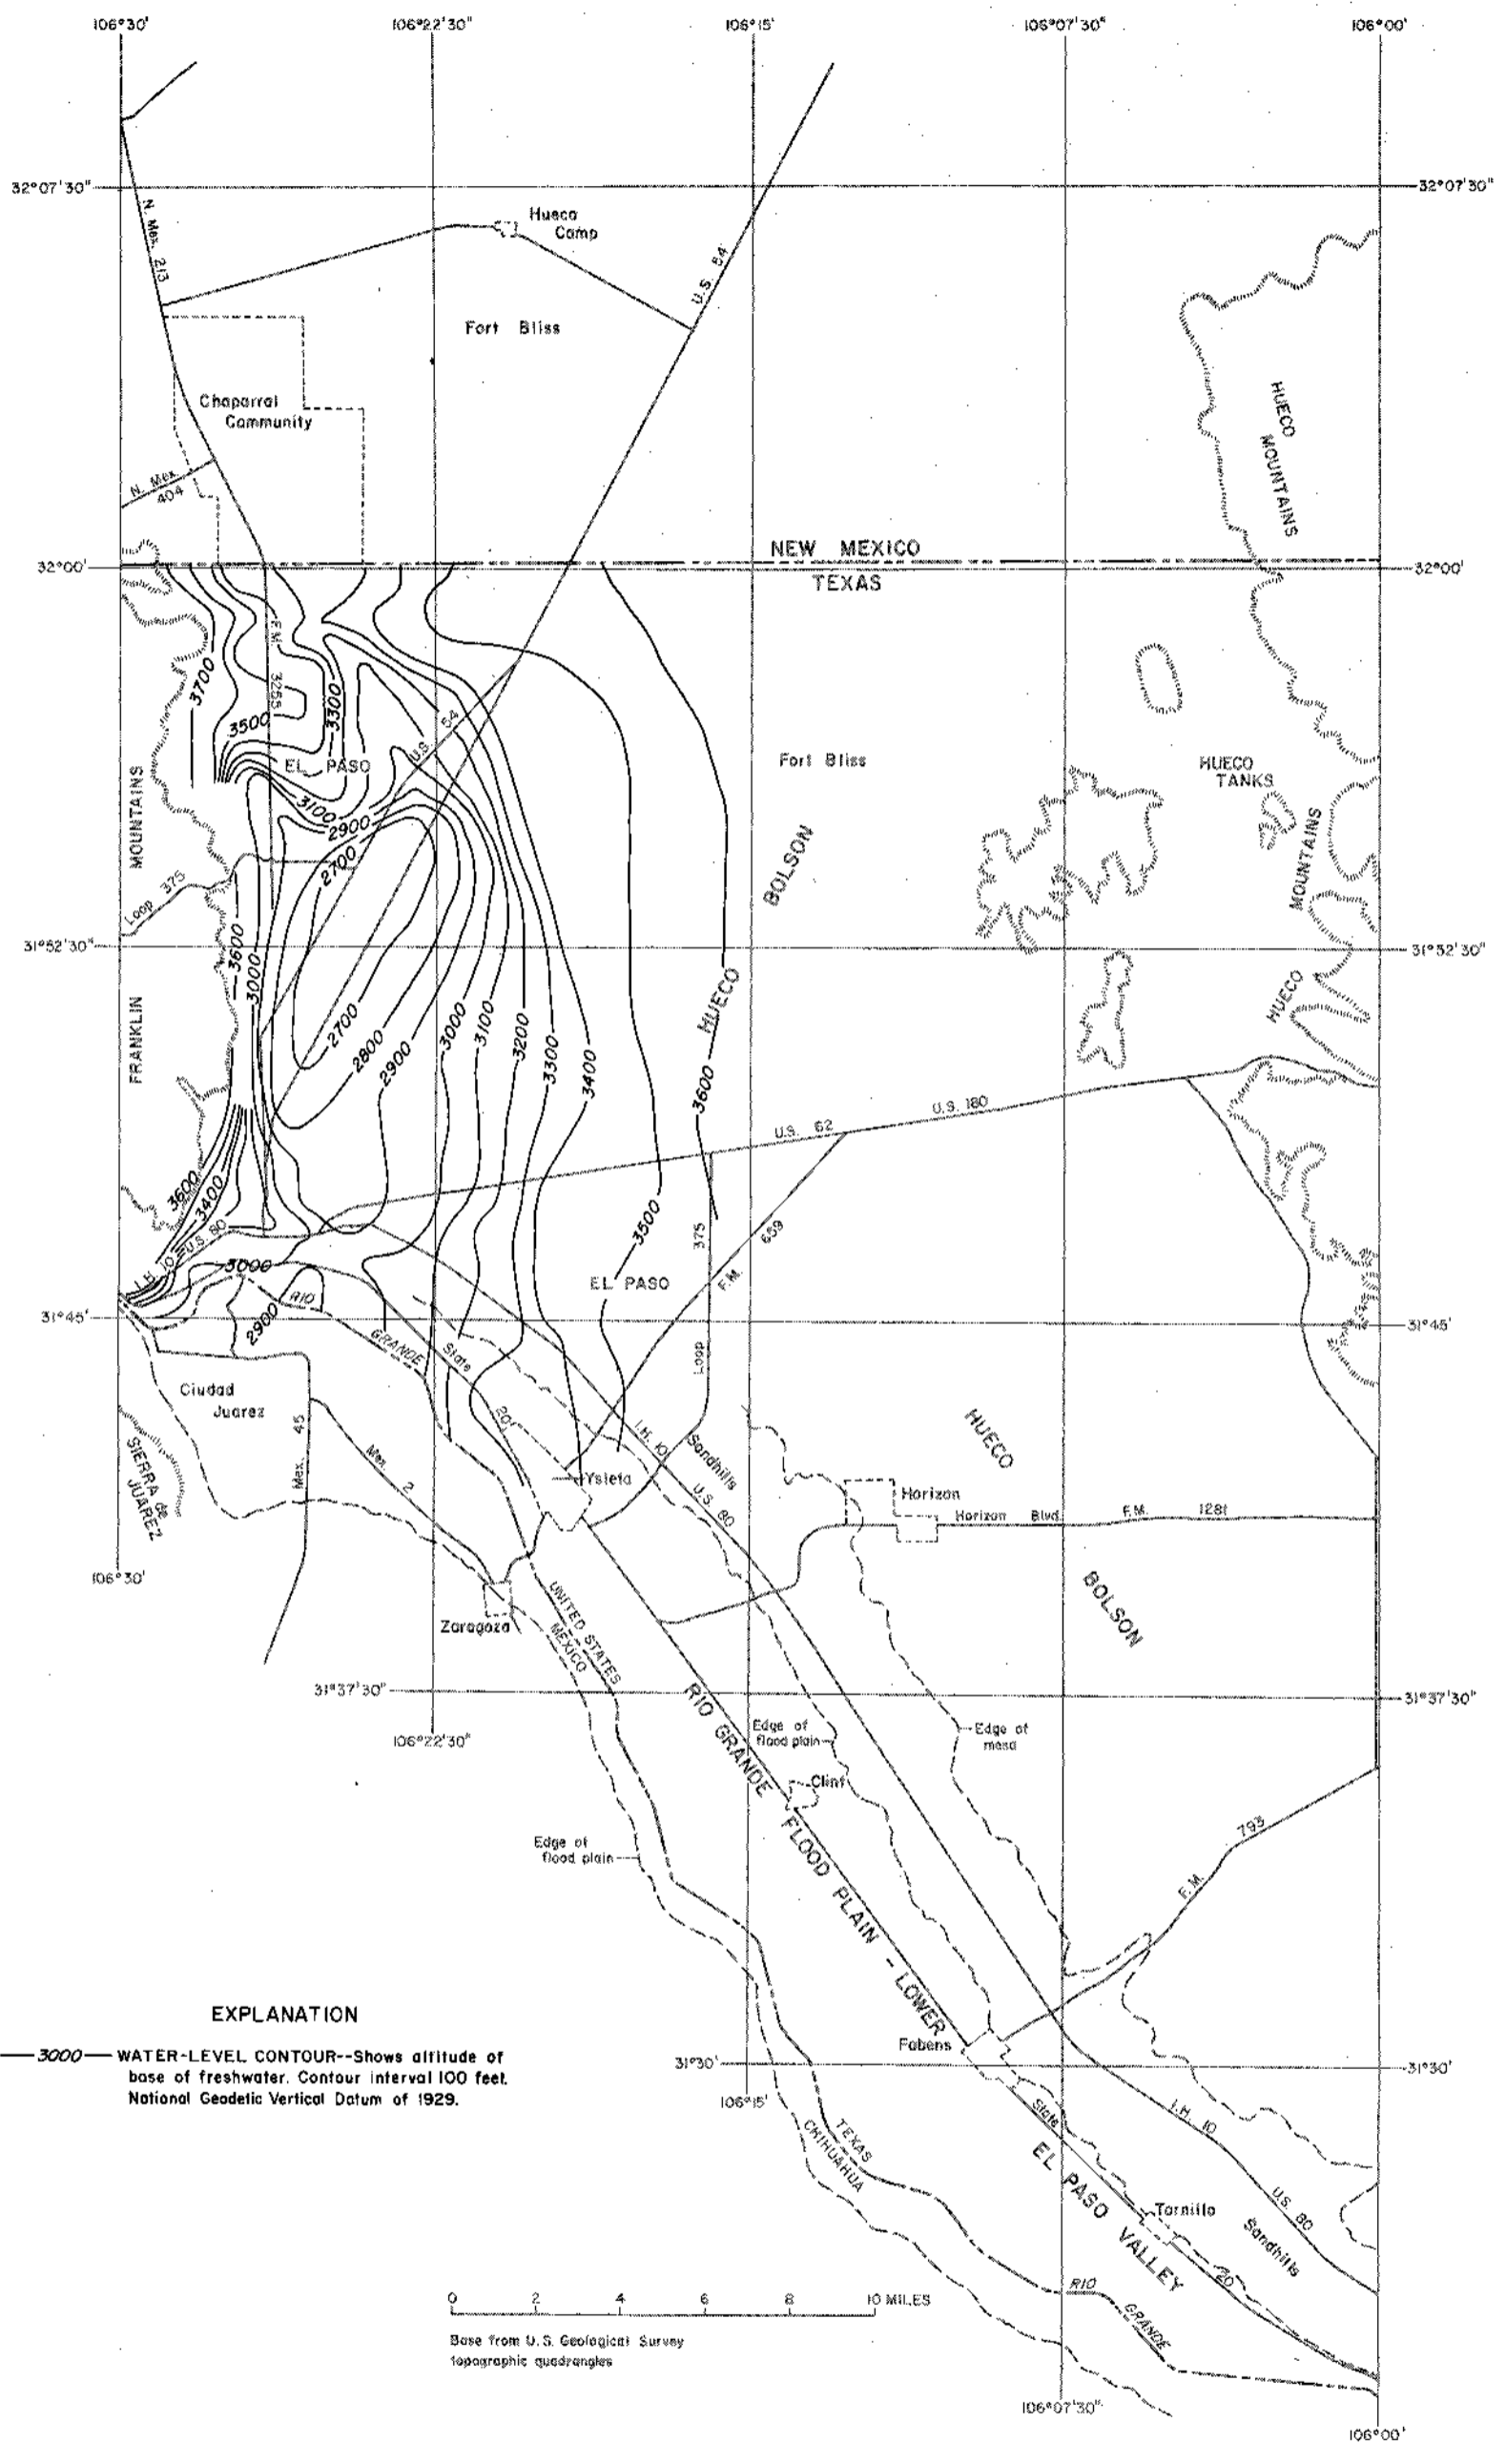 106°30'
106°22'30"
106°15'
106°07'30"
106°00'
32°07'30"
32°07'30"
N. Mex. 213
Hueco
Camp
U.S. 54
Fort Bliss
HUECO
MOUNTAINS
Chaparral
Community
N. Mex.
404
NEW MEXICO
32°00'
32°00'
TEXAS
F.M.
3255
3700
3300
3500
U.S. 54
EL PASO
Fort Bliss
HUECO
TANKS
3100
2900
2700
MOUNTAINS
FRANKLIN
BOLSON
HUECO
MOUNTAINS
HUECO
Loop 375
31°52'30"
31°52'30"
3600
3000
2700
2800
2900
3000
3100
3200
3300
3400
3600
U.S. 62
U.S. 180
3600
3400
3500
375
659
F.M.
Loop
I.H. 10
U.S. 80
3000
EL PASO
31°45'
31°45'
RIO
GRANDE
2900
State
20
Ciudad
Juarez
Mex. 45
Mex. 2
SIERRA de
JUAREZ
I.H. 10
U.S. 80
Sandhills
Ysleta
HUECO
BOLSON
Horizon
Horizon Blvd.
F.M. 1281
106°30'
Zaragoza
UNITED STATES
MEXICO
31°37'30"
31°37'30"
106°22'30"
RIO GRANDE FLOOD PLAIN - LOWER
EL PASO VALLEY
Edge of
flood plain
Edge of
mesa
Clint
Edge of
flood plain
F.M. 793
EXPLANATION
3000 WATER-LEVEL CONTOUR--Shows altitude of
base of freshwater. Contour interval 100 feet.
National Geodetic Vertical Datum of 1929.
Fabens
31°30'
31°30'
106°15'
State
20
I.H. 10
U.S. 80
TEXAS
CHIHUAHUA
Tornillo
Sandhills
RIO
GRANDE
0 2 4 6 8 10 MILES
Base from U.S. Geological Survey
topographic quadrangles
106°07'30"
106°00'